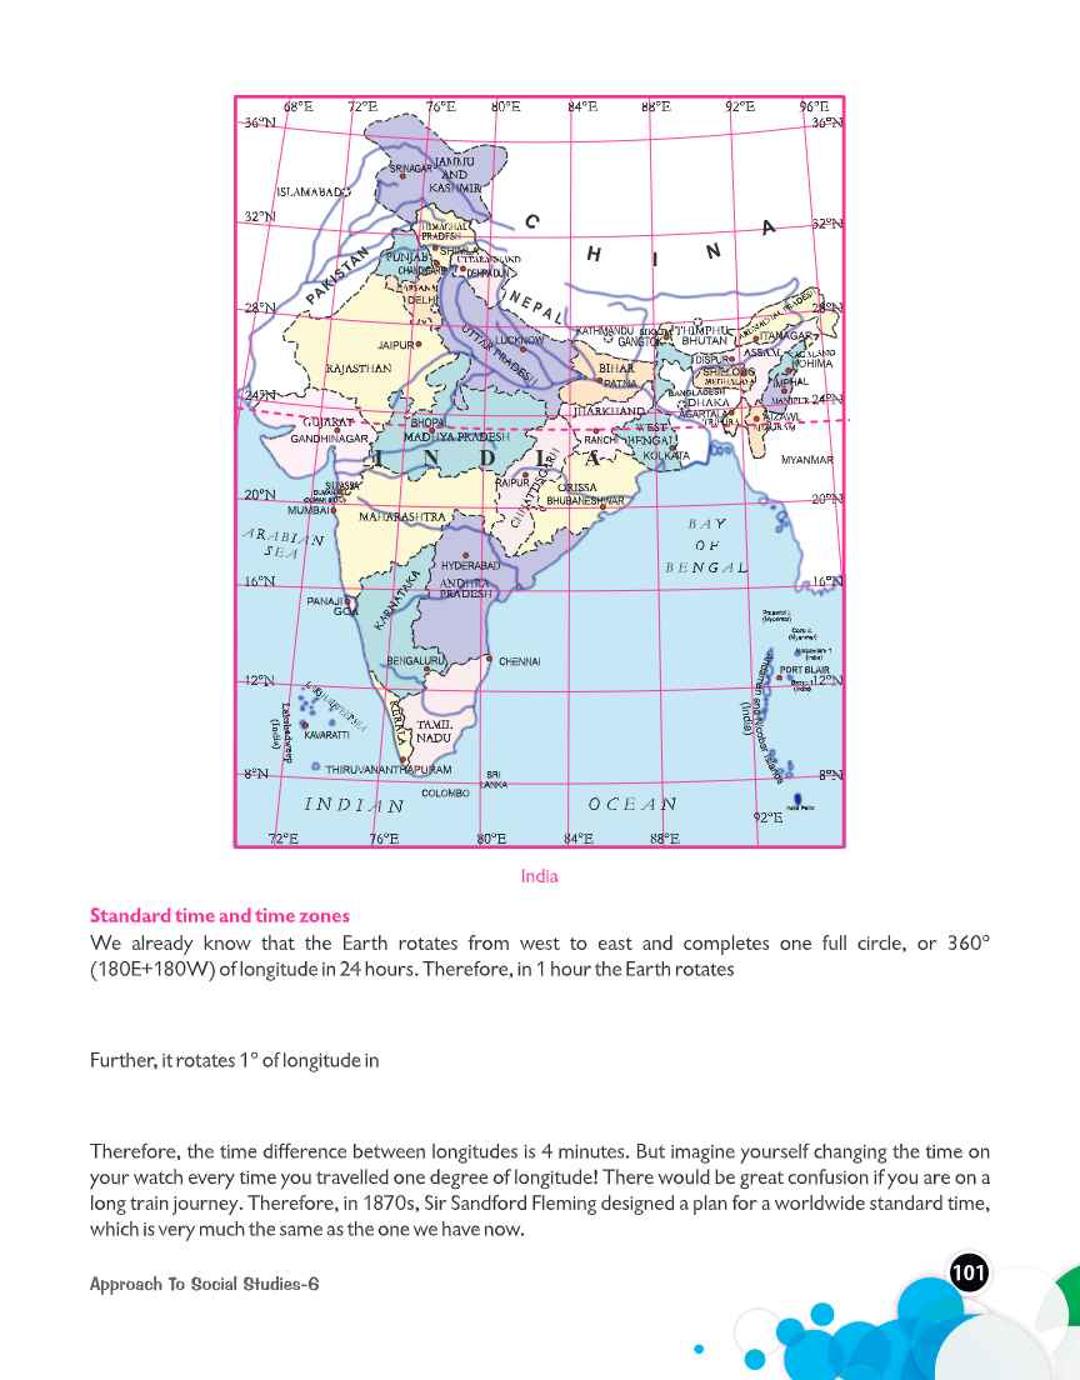 68°E 72°E 76°E 80°E 84°E 88°E 92°E 96°E
36°N 36°N
JAMMU
AND
KASHMIR
SRINAGAR
ISLAMABAD
32°N 32°N
C H I N A
HIMACHAL
PRADESH
SHIMLA
PUNJAB
CHANDIGARH
DEHRADUN
PAKISTAN
DELHI
NEPAL
28°N 28°N
ARUNACHAL PRADESH
KATHMANDU
THIMPHU
ITANAGAR
GANGTOK
BHUTAN
UTTAR PRADESH
LUCKNOW
JAIPUR
DISPUR
ASSAM
NAGALAND
KOHIMA
RAJASTHAN
BIHAR
SHILLONG
MEGHALAYA
PATNA
IMPHAL
BANGLADESH
24°N
DHAKA
MANIPUR 24°N
JHARKHAND
AGARTALA
TRIPURA
AIZAWL
MIZORAM
GUJARAT
BHOPAL
WEST
GANDHINAGAR
MADHYA PRADESH
RANCHI
BENGAL
KOLKATA
I N D I A
MYANMAR
RAIPUR
CHHATTISGARH
ORISSA
BHUBANESHWAR
20°N 20°N
MUMBAI
MAHARASHTRA
ARABIAN
SEA
BAY
OF
BENGAL
HYDERABAD
ANDHRA
PRADESH
16°N 16°N
KARNATAKA
PANAJI
GOA
BENGALURU
CHENNAI
PORT BLAIR
12°N 12°N
Andaman and Nicobar Islands
(India)
LAKSHADWEEP SEA
Lakshadweep
(India)
KERALA
TAMIL
NADU
KAVARATTI
THIRUVANANTHAPURAM
8°N 8°N
SRI
LANKA
COLOMBO
INDIAN OCEAN
92°E
72°E 76°E 80°E 84°E 88°E
India
Standard time and time zones
We already know that the Earth rotates from west to east and completes one full circle, or 360°
(180E+180W) of longitude in 24 hours. Therefore, in 1 hour the Earth rotates
Further, it rotates 1° of longitude in
Therefore, the time difference between longitudes is 4 minutes. But imagine yourself changing the time on
your watch every time you travelled one degree of longitude! There would be great confusion if you are on a
long train journey. Therefore, in 1870s, Sir Sandford Fleming designed a plan for a worldwide standard time,
which is very much the same as the one we have now.
Approach To Social Studies-6
101